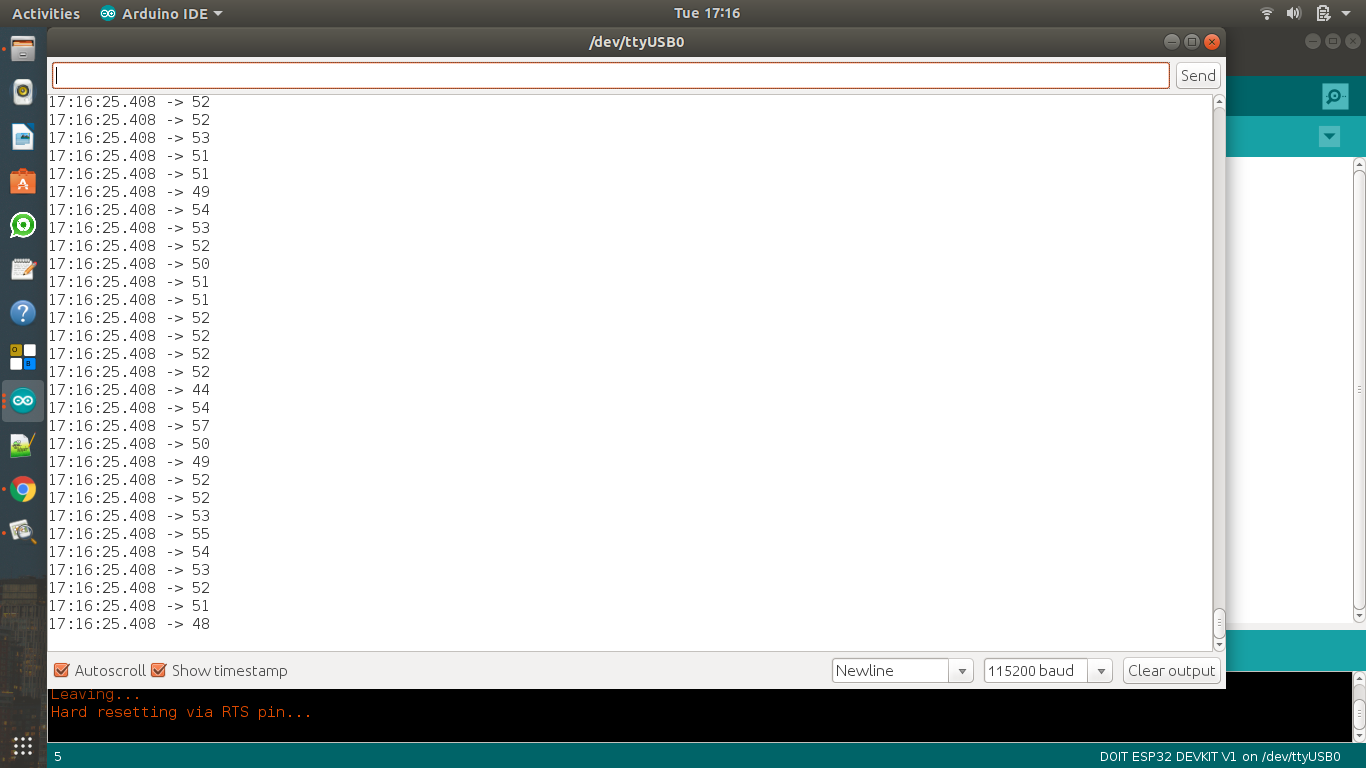 Activities
Arduino IDE
Tue 17:16
/dev/ttyUSB0
Send
17:16:25.408 -> 52
17:16:25.408 -> 52
17:16:25.408 -> 53
17:16:25.408 -> 51
17:16:25.408 -> 51
17:16:25.408 -> 49
17:16:25.408 -> 54
17:16:25.408 -> 53
17:16:25.408 -> 52
17:16:25.408 -> 50
17:16:25.408 -> 51
17:16:25.408 -> 51
17:16:25.408 -> 52
17:16:25.408 -> 52
17:16:25.408 -> 52
17:16:25.408 -> 52
17:16:25.408 -> 44
17:16:25.408 -> 54
17:16:25.408 -> 57
17:16:25.408 -> 50
17:16:25.408 -> 49
17:16:25.408 -> 52
17:16:25.408 -> 52
17:16:25.408 -> 53
17:16:25.408 -> 55
17:16:25.408 -> 54
17:16:25.408 -> 53
17:16:25.408 -> 52
17:16:25.408 -> 51
17:16:25.408 -> 48
Autoscroll
Show timestamp
Newline
115200 baud
Clear output
Leaving...
Hard resetting via RTS pin...
5
DOIT ESP32 DEVKIT V1 on /dev/ttyUSB0